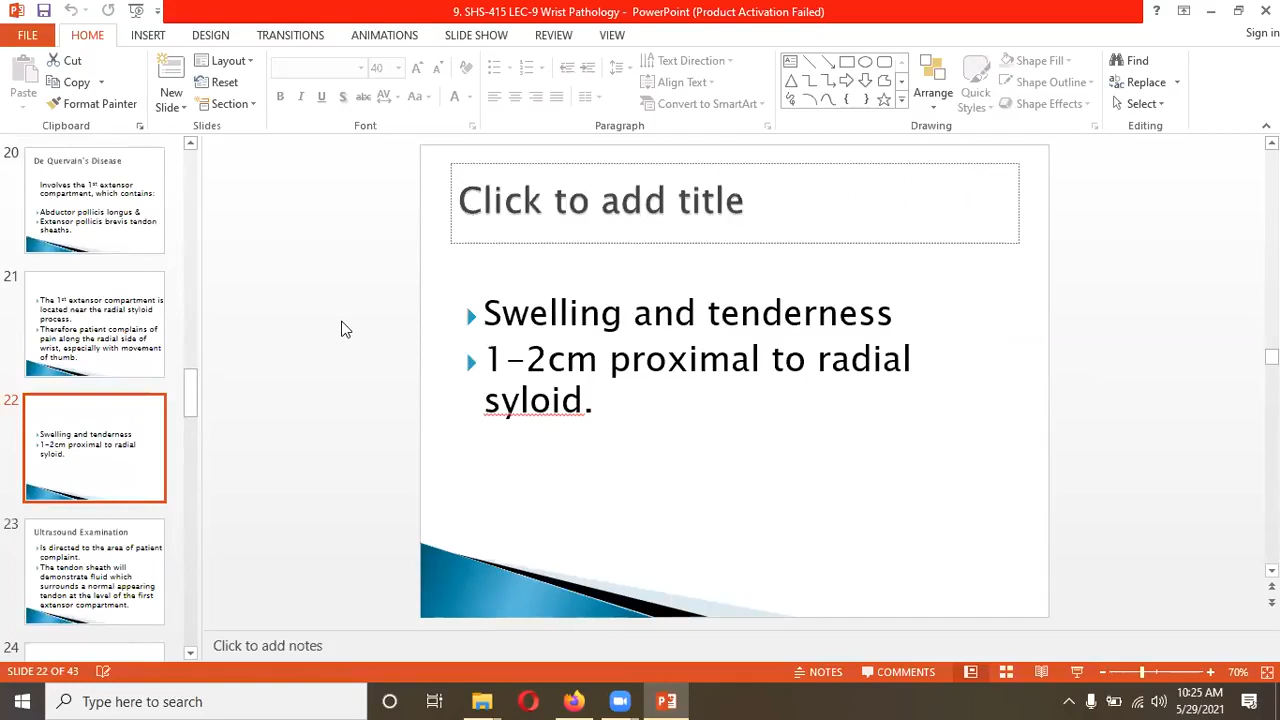 9. SHS-415 LEC-9 Wrist Pathology - PowerPoint (Product Activation Failed)
?
Sign in
FILE HOME INSERT DESIGN TRANSITIONS ANIMATIONS SLIDE SHOW REVIEW VIEW
Paste
Cut
Copy
Format Painter
Clipboard
New
Slide
Layout
Reset
Section
Slides
40
B I U S abc AV Aa A
Font
Text Direction
Align Text
Convert to SmartArt
Paragraph
Arrange
Quick
Styles
Shape Fill
Shape Outline
Shape Effects
Drawing
Find
Replace
Select
Editing
20
De Quervain's Disease
Involves the 1st extensor
compartment, which contains:
Abductor pollicis longus &
Extensor pollicis brevis tendon
sheaths.
21
The 1st extensor compartment is
located near the radial styloid
process.
Therefore patient complains of
pain along the radial side of
wrist, especially with movement
of thumb.
22
Swelling and tenderness
1-2cm proximal to radial
syloid.
23
Ultrasound Examination
Is directed to the area of patient
complaint.
The tendon sheath will
demonstrate fluid which
surrounds a normal appearing
tendon at the level of the first
extensor compartment.
24
Click to add title
Swelling and tenderness
1-2cm proximal to radial
syloid.
Click to add notes
SLIDE 22 OF 43
NOTES
COMMENTS
70%
Type here to search
10:25 AM
5/29/2021